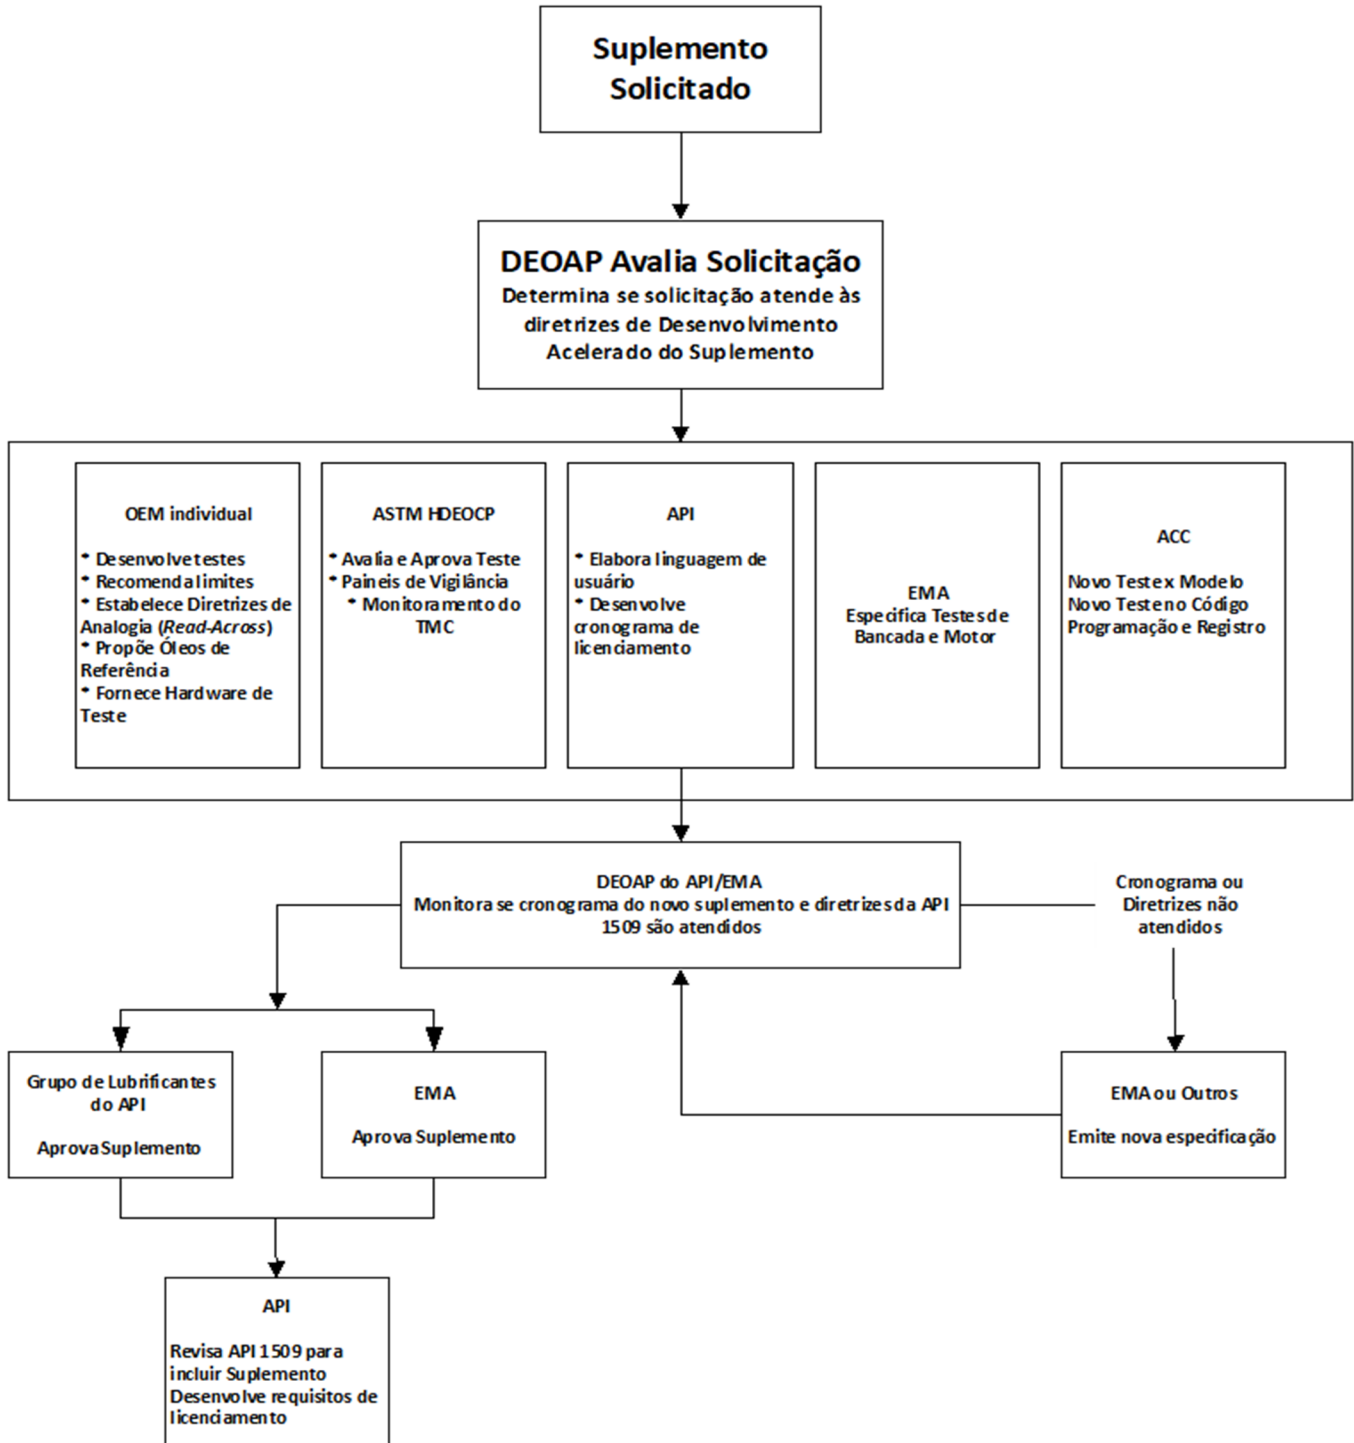 Suplemento
Solicitado
DEOAP Avalia Solicitação
Determina se solicitação atende às
diretrizes de Desenvolvimento
Acelerado do Suplemento
OEM individual
* Desenvolve testes
* Recomenda limites
* Estabelece Diretrizes de
Analogia (Read-Across)
* Propõe Óleos de
Referência
* Fornece Hardware de
Teste
ASTM HDEOCP
* Avalia e Aprova Teste
* Paineis de Vigilância
* Monitoramento do
TMC
API
* Elabora linguagem de
usuário
* Desenvolve
cronograma de
licenciamento
EMA
Especifica Testes de
Bancada e Motor
ACC
Novo Teste x Modelo
Novo Teste no Código
Programação e Registro
DEOAP do API/EMA
Monitora se cronograma do novo suplemento e diretrizes da API
1509 são atendidos
Cronograma ou
Diretrizes não
atendidos
Grupo de Lubrificantes
do API
Aprova Suplemento
EMA
Aprova Suplemento
EMA ou Outros
Emite nova especificação
API
Revisa API 1509 para
incluir Suplemento
Desenvolve requisitos de
licenciamento